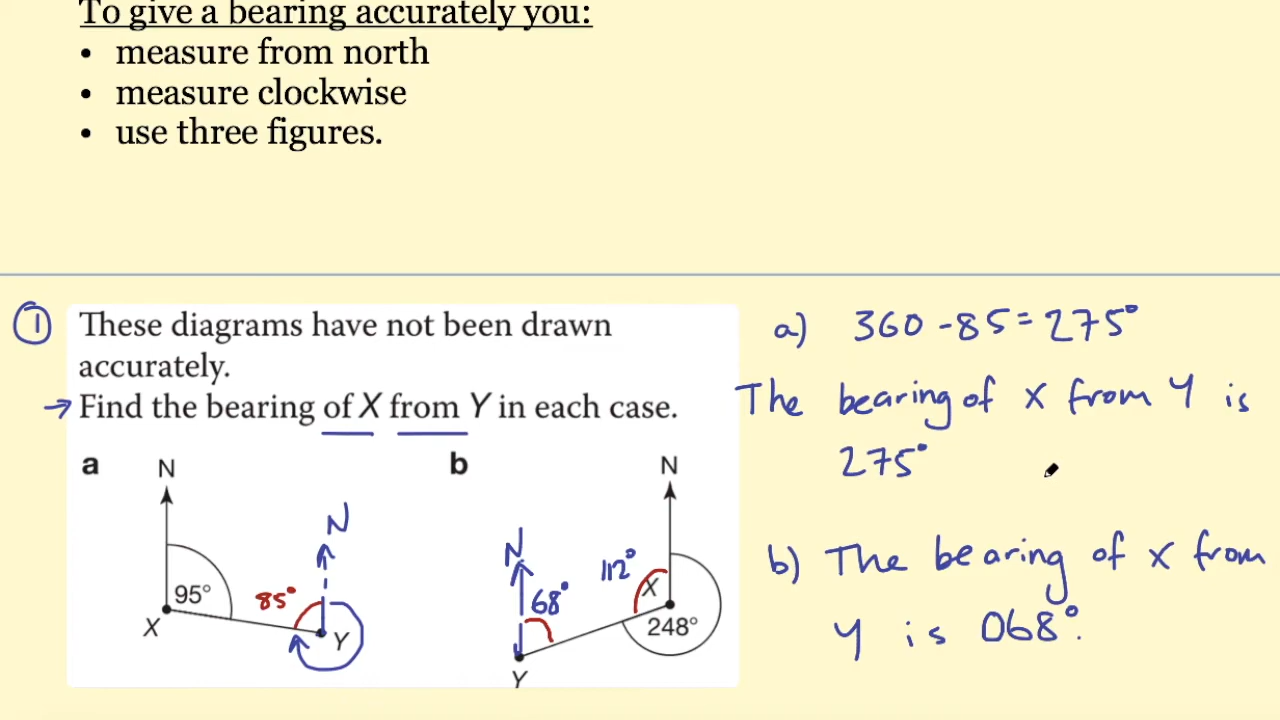 To give a bearing accurately you:
• measure from north
• measure clockwise
• use three figures.
1 These diagrams have not been drawn
accurately.
→ Find the bearing of X from Y in each case.
a
N
95°
X
85°
N
Y
b
N
N
112°
X
68°
248°
Y
a) 360 - 85 = 275°
The bearing of X from Y is
275°
b) The bearing of X from
Y is 068°.